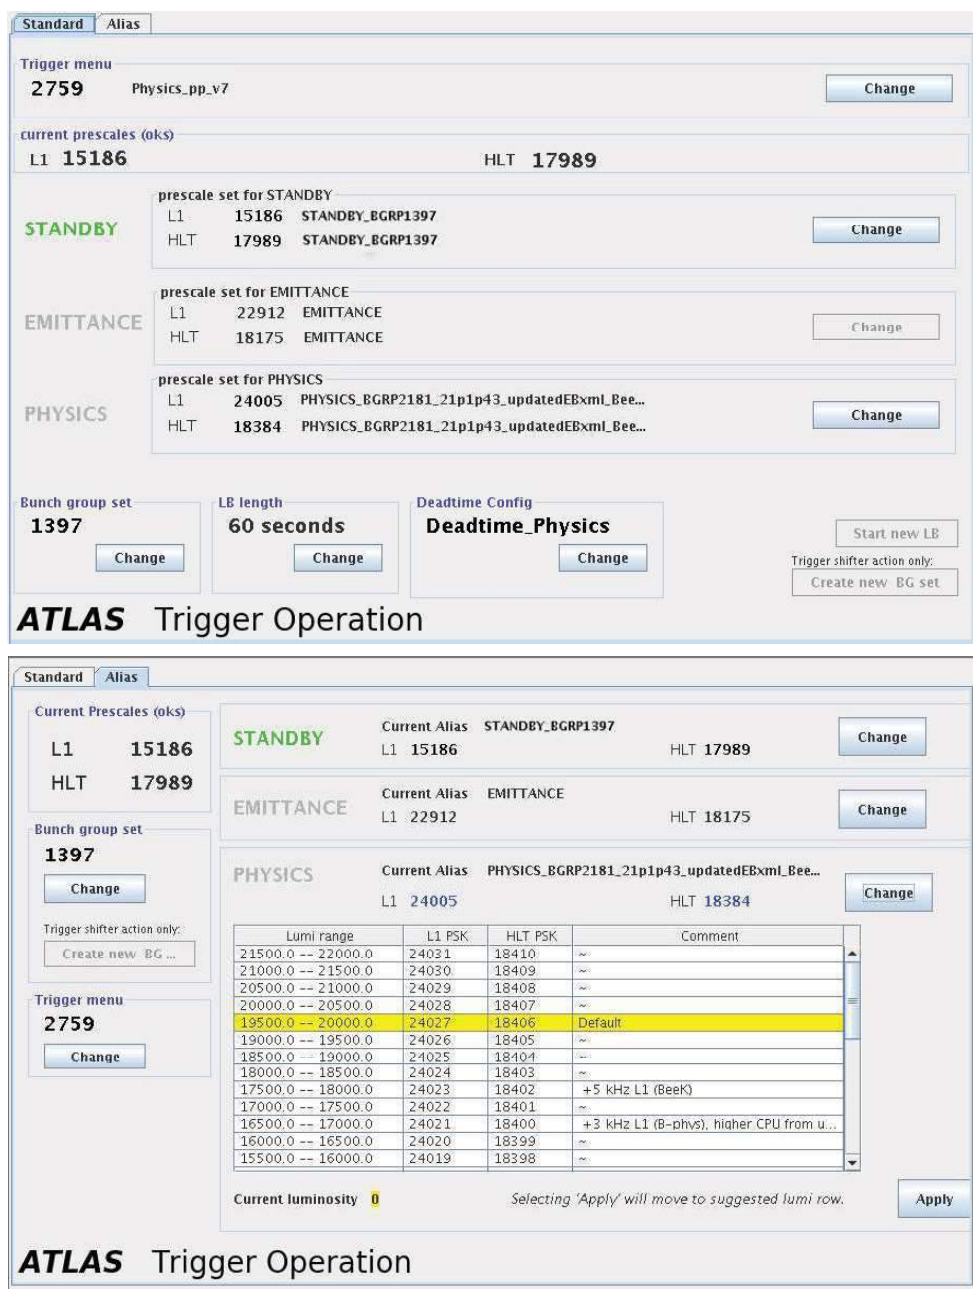 Standard Alias
Trigger menu
2759 Physics_pp_v7 Change
current prescales (oks)
L1 15186 HLT 17989
prescale set for STANDBY
STANDBY L1 15186 STANDBY_BGRP1397 Change
HLT 17989 STANDBY_BGRP1397
prescale set for EMITTANCE
EMITTANCE L1 22912 EMITTANCE Change
HLT 18175 EMITTANCE
prescale set for PHYSICS
PHYSICS L1 24005 PHYSICS_BGRP2181_21p1p43_updatedEBxml_Bee... Change
HLT 18384 PHYSICS_BGRP2181_21p1p43_updatedEBxml_Bee...
Bunch group set LB length Deadtime Config
1397 60 seconds Deadtime_Physics
Start new LB
Change Change Change
Trigger shifter action only:
Create new BG set
ATLAS Trigger Operation
Standard Alias
Current Prescales (oks)
L1 15186
HLT 17989
STANDBY Current Alias STANDBY_BGRP1397 Change
L1 15186 HLT 17989
EMITTANCE Current Alias EMITTANCE Change
L1 22912 HLT 18175
Bunch group set
1397
Change
Trigger shifter action only:
Create new BG ...
Trigger menu
2759
Change
PHYSICS Current Alias PHYSICS_BGRP2181_21p1p43_updatedEBxml_Bee... Change
L1 24005 HLT 18384
Lumi range L1 PSK HLT PSK Comment
21500.0 -- 22000.0 24031 18410 ~
21000.0 -- 21500.0 24030 18409 ~
20500.0 -- 21000.0 24029 18408 ~
20000.0 -- 20500.0 24028 18407 ~
19500.0 -- 20000.0 24027 18406 Default
19000.0 -- 19500.0 24026 18405 ~
18500.0 -- 19000.0 24025 18404 ~
18000.0 -- 18500.0 24024 18403 ~
17500.0 -- 18000.0 24023 18402 +5 kHz L1 (BeeK)
17000.0 -- 17500.0 24022 18401 ~
16500.0 -- 17000.0 24021 18400 +3 kHz L1 (B-phys), higher CPU from u...
16000.0 -- 16500.0 24020 18399 ~
15500.0 -- 16000.0 24019 18398 ~
Current luminosity 0 Selecting 'Apply' will move to suggested lumi row. Apply
ATLAS Trigger Operation